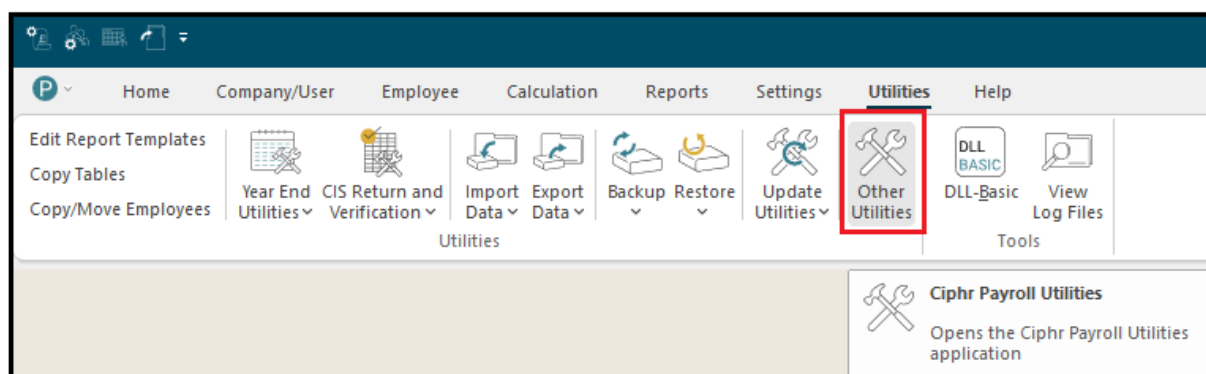 P
Home Company/User Employee Calculation Reports Settings Utilities Help
Edit Report Templates
Copy Tables
Copy/Move Employees
Year End
Utilities
CIS Return and
Verification
Import
Data
Export
Data
Backup
Restore
Update
Utilities
Other
Utilities
DLL
BASIC
DLL-Basic
View
Log Files
Utilities
Tools
Ciphr Payroll Utilities
Opens the Ciphr Payroll Utilities
application